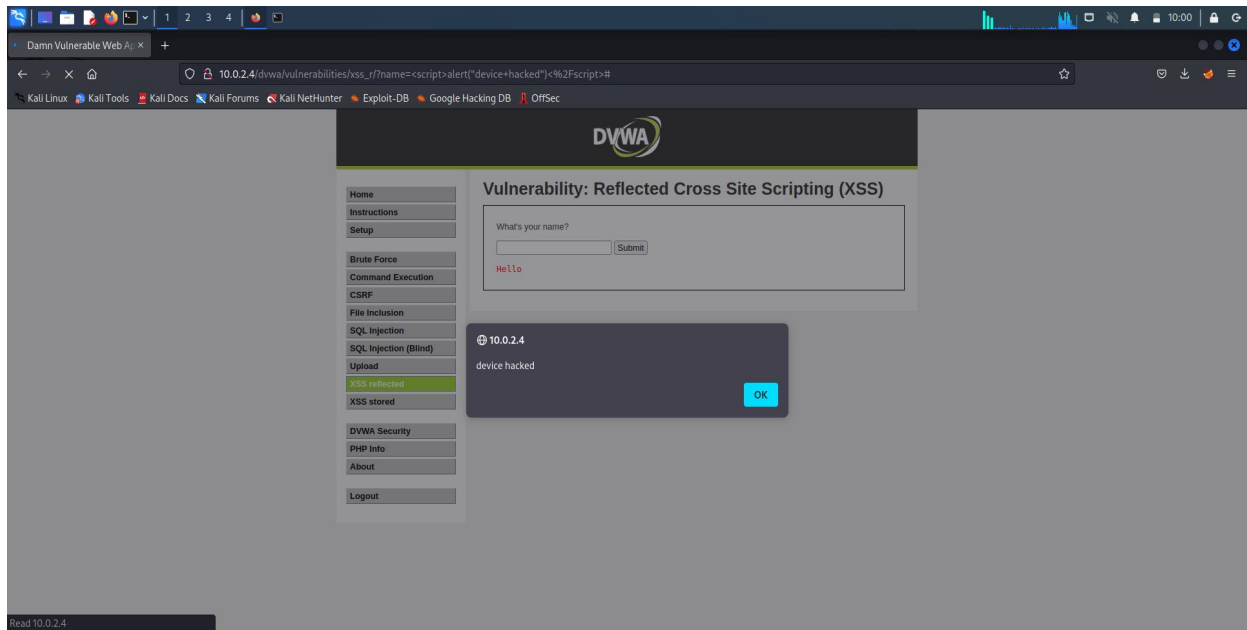 1 2 3 4 10:00
Damn Vulnerable Web Ap
10.0.2.4/dvwa/vulnerabilities/xss_r/?name=<script>alert("device+hacked")<%2Fscript>#
Kali Linux Kali Tools Kali Docs Kali Forums Kali NetHunter Exploit-DB Google Hacking DB OffSec
DVWA
Home
Instructions
Setup
Brute Force
Command Execution
CSRF
File Inclusion
SQL Injection
SQL Injection (Blind)
Upload
XSS reflected
XSS stored
DVWA Security
PHP Info
About
Logout
Vulnerability: Reflected Cross Site Scripting (XSS)
What's your name?
Submit
Hello
10.0.2.4
device hacked
OK
Read 10.0.2.4